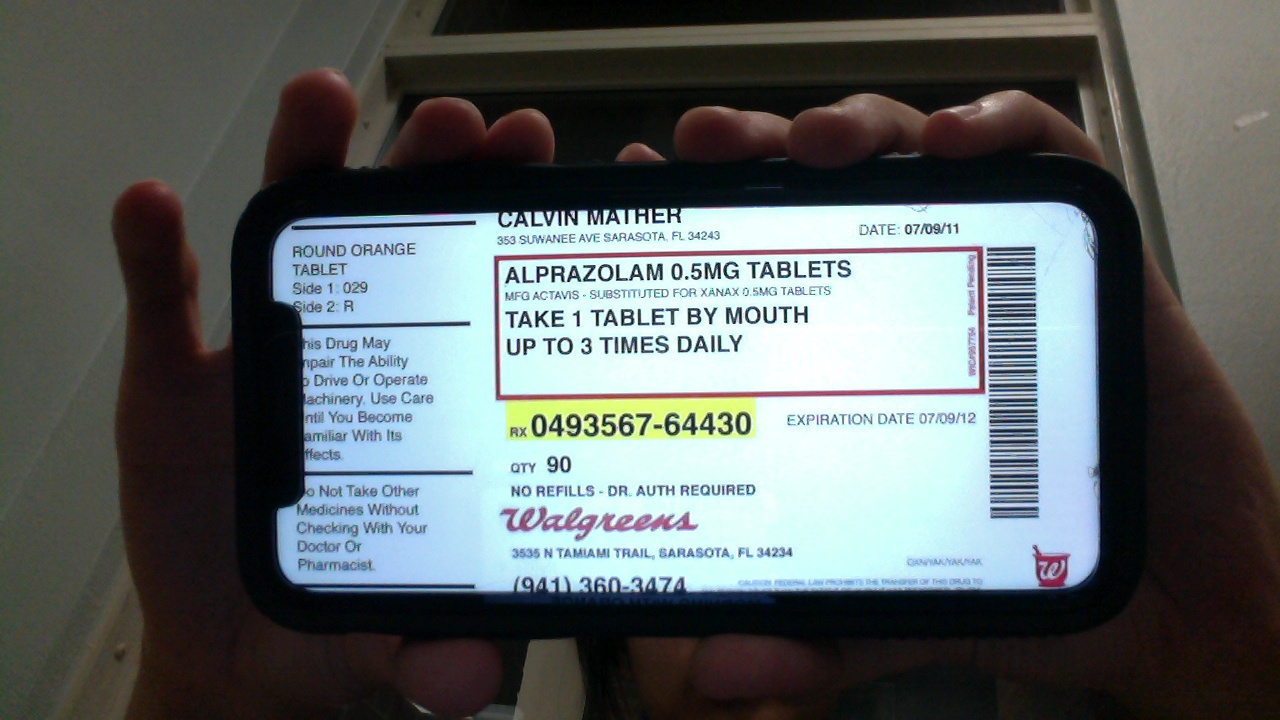 ROUND ORANGE
TABLET
Side 1: 029
Side 2: R
his Drug May
mpair The Ability
o Drive Or Operate
Machinery. Use Care
ntil You Become
amiliar With Its
ffects.
o Not Take Other
Medicines Without
Checking With Your
Doctor Or
Pharmacist.
CALVIN MATHER
353 SUWANEE AVE SARASOTA, FL 34243
DATE: 07/09/11
ALPRAZOLAM 0.5MG TABLETS
MFG ACTAVIS - SUBSTITUTED FOR XANAX 0.5MG TABLETS
TAKE 1 TABLET BY MOUTH
UP TO 3 TIMES DAILY
Patent Pending
RX 0493567-64430
EXPIRATION DATE 07/09/12
QTY 90
NO REFILLS - DR. AUTH REQUIRED
Walgreens
3535 N TAMIAMI TRAIL, SARASOTA, FL 34234
(941) 360-3474
CAUTION: FEDERAL LAW PROHIBITS THE TRANSFER OF THIS DRUG TO
W